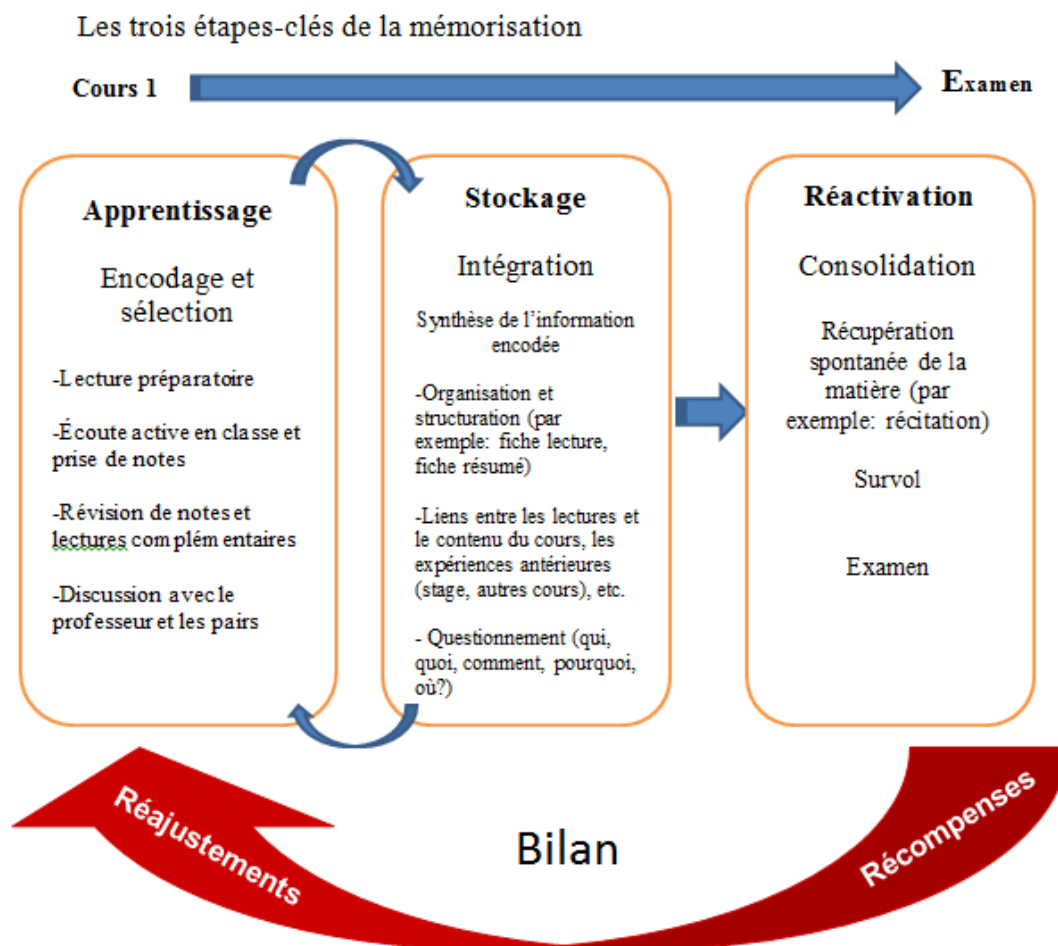 Les trois étapes-clés de la mémorisation
Cours 1
Examen
Apprentissage
Encodage et
sélection
-Lecture préparatoire
-Écoute active en classe et
prise de notes
-Révision de notes et
lectures complémentaires
-Discussion avec le
professeur et les pairs
Stockage
Intégration
Synthèse de l'information
encodée
-Organisation et
structuration (par
exemple: fiche lecture,
fiche résumé)
-Liens entre les lectures et
le contenu du cours, les
expériences antérieures
(stage, autres cours), etc.
- Questionnement (qui,
quoi, comment, pourquoi,
où?)
Réactivation
Consolidation
Récupération
spontanée de la
matière (par
exemple: récitation)
Survol
Examen
Réajustements
Bilan
Récompenses